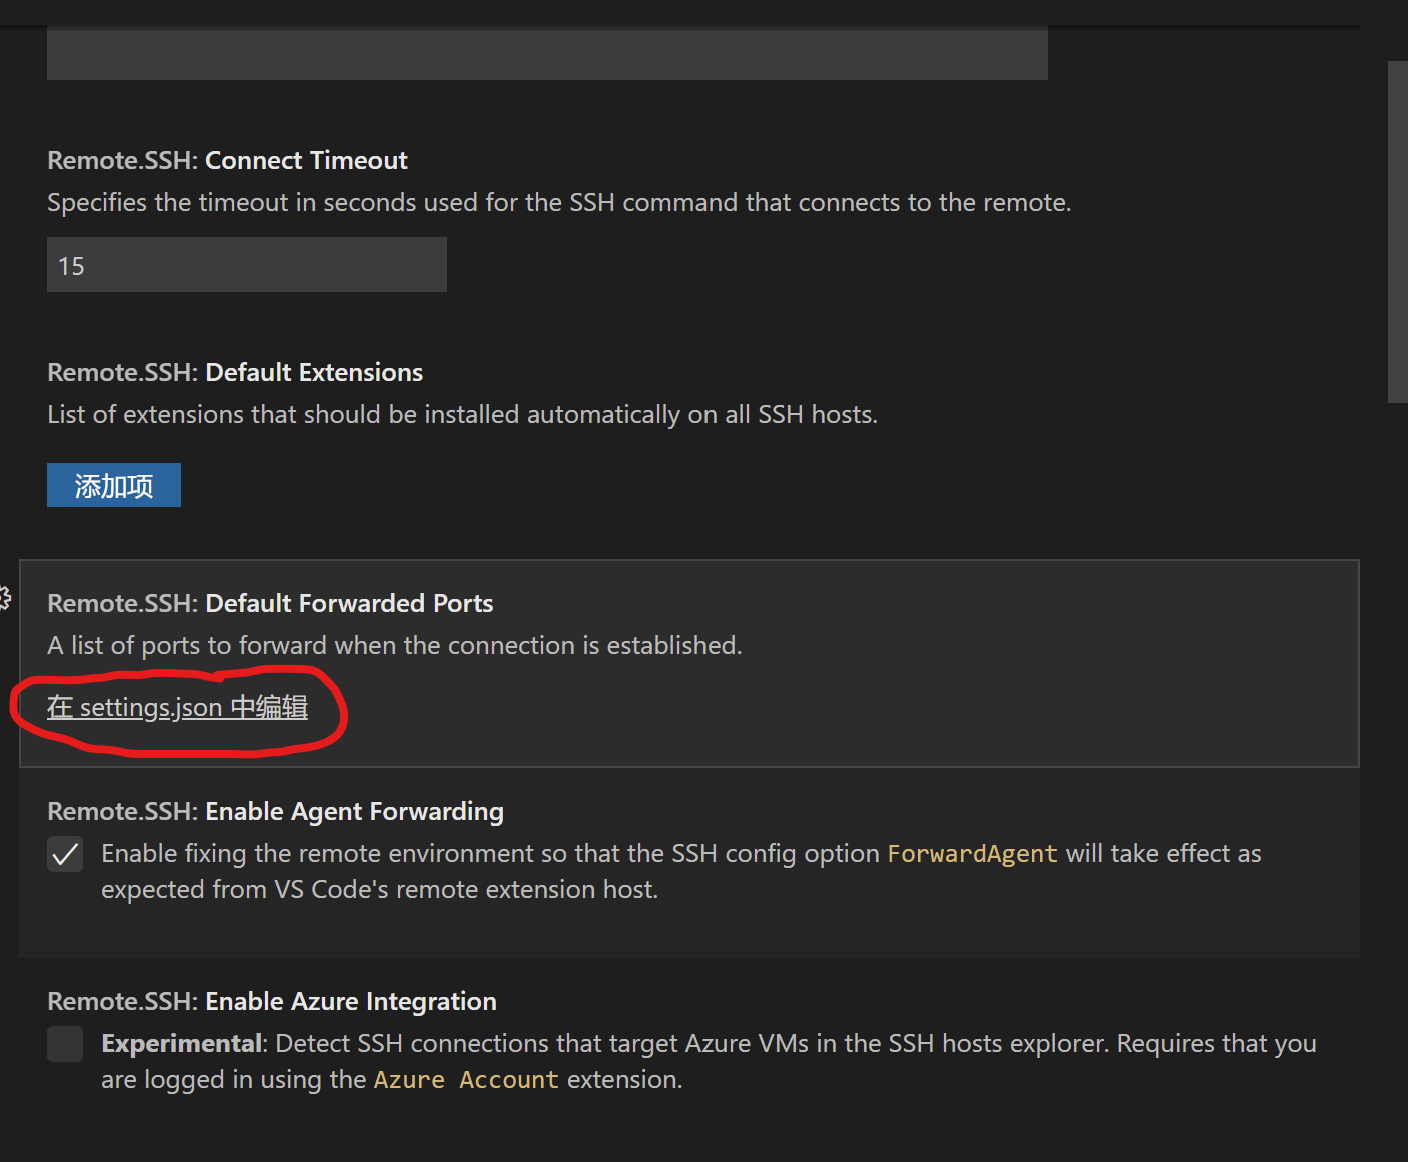 Remote.SSH: Connect Timeout
Specifies the timeout in seconds used for the SSH command that connects to the remote.
15
Remote.SSH: Default Extensions
List of extensions that should be installed automatically on all SSH hosts.
添加项
Remote.SSH: Default Forwarded Ports
A list of ports to forward when the connection is established.
在 settings.json 中编辑
Remote.SSH: Enable Agent Forwarding
Enable fixing the remote environment so that the SSH config option ForwardAgent will take effect as
expected from VS Code's remote extension host.
Remote.SSH: Enable Azure Integration
Experimental: Detect SSH connections that target Azure VMs in the SSH hosts explorer. Requires that you
are logged in using the Azure Account extension.